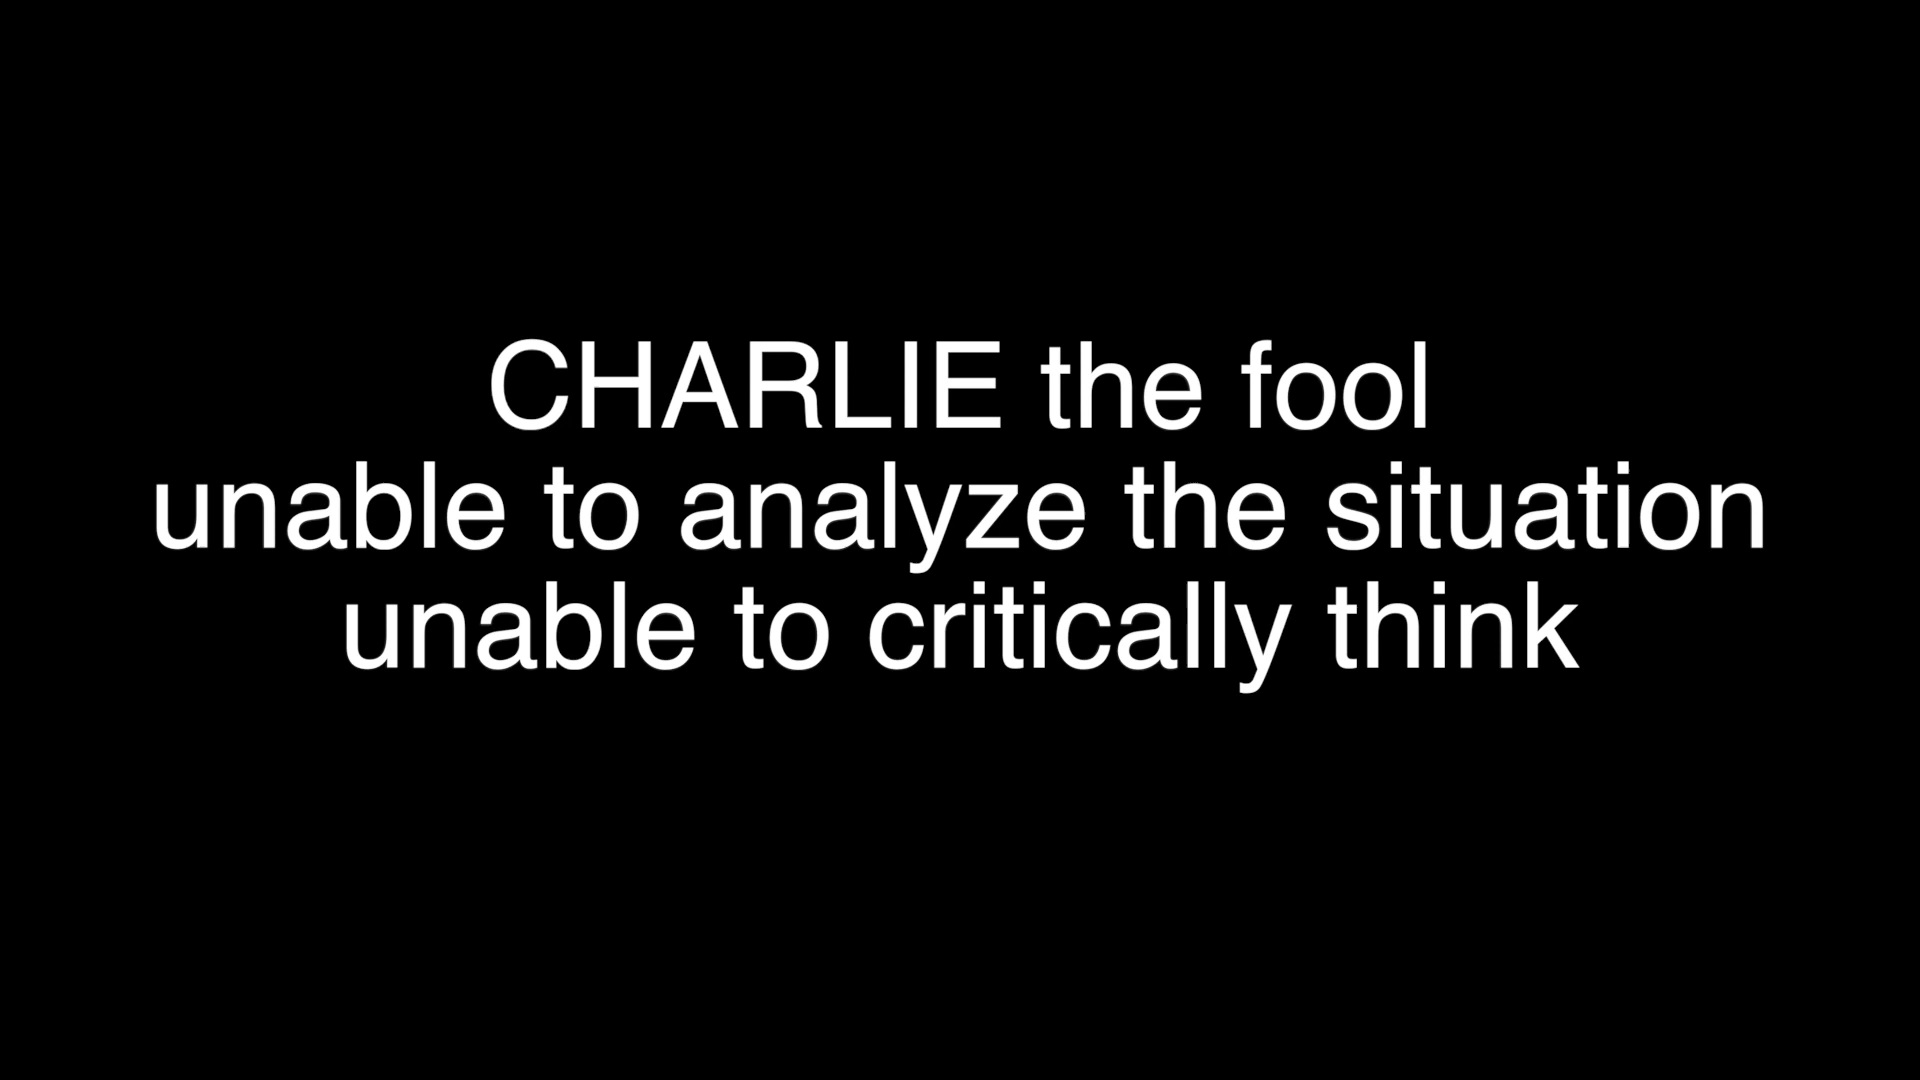 CHARLIE the fool
unable to analyze the situation
unable to critically think